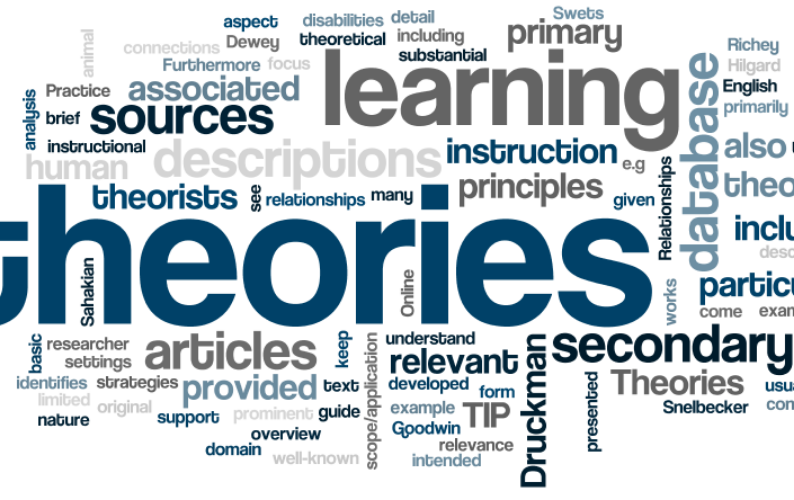 aspect
disabilities
detail
Swets
connections
Dewey
theoretical
including
primary
substantial
Richey
Hilgard
animal
Furthermore
focus
learning
database
English
primarily
analysis
Practice
associated
brief
sources
also
instructional
human
descriptions
instruction
e.g
theo
theorists
see
relationships
many
principles
given
Relationships
inclu
desc
theories
Sahakian
Online
works
particu
come
exam
basic
researcher
settings
articles
keep
scope/application
understand
relevant
secondary
Druckman
identifies
strategies
provided
text
developed
form
Theories
usua
limited
original
nature
support
prominent
guide
example
TIP
presented
Snelbecker
con
overview
Goodwin
domain
well-known
relevance
intended